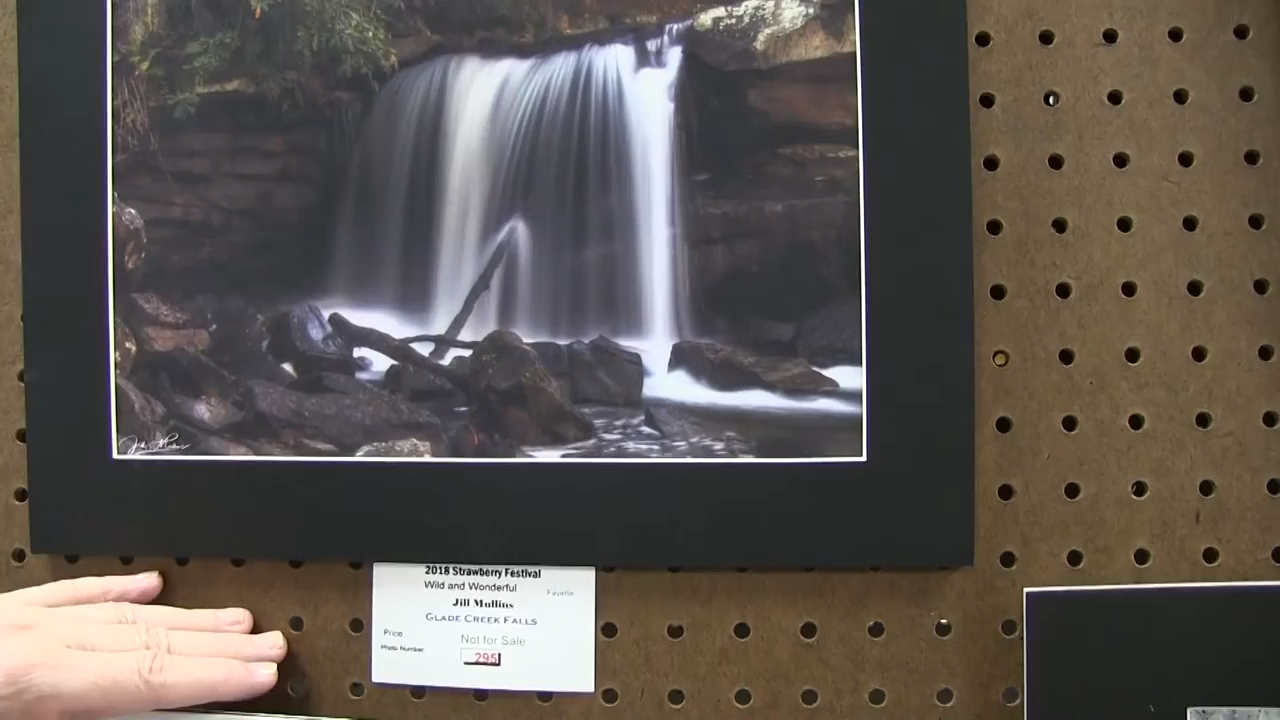 2018 Strawberry Festival
Wild and Wonderful
Fayette
Jill Mullins
GLADE CREEK FALLS
Price
Not for Sale
Photo Number
295